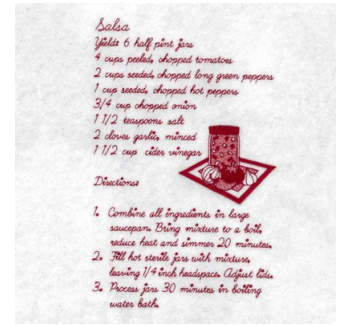 Salsa
Yields 6 half pint jars
4 cups peeled, chopped tomatoes
2 cups seeded, chopped long green peppers
1 cup seeded, chopped hot peppers
3/4 cup chopped onion
1 1/2 teaspoons salt
2 cloves garlic, minced
1 1/2 cup cider vinegar
Directions:
1. Combine all ingredients in large
saucepan. Bring mixture to a boil,
reduce heat and simmer 20 minutes.
2. Fill hot sterile jars with mixture,
leaving 1/4 inch headspace. Adjust lids.
3. Process jars 30 minutes in boiling
water bath.